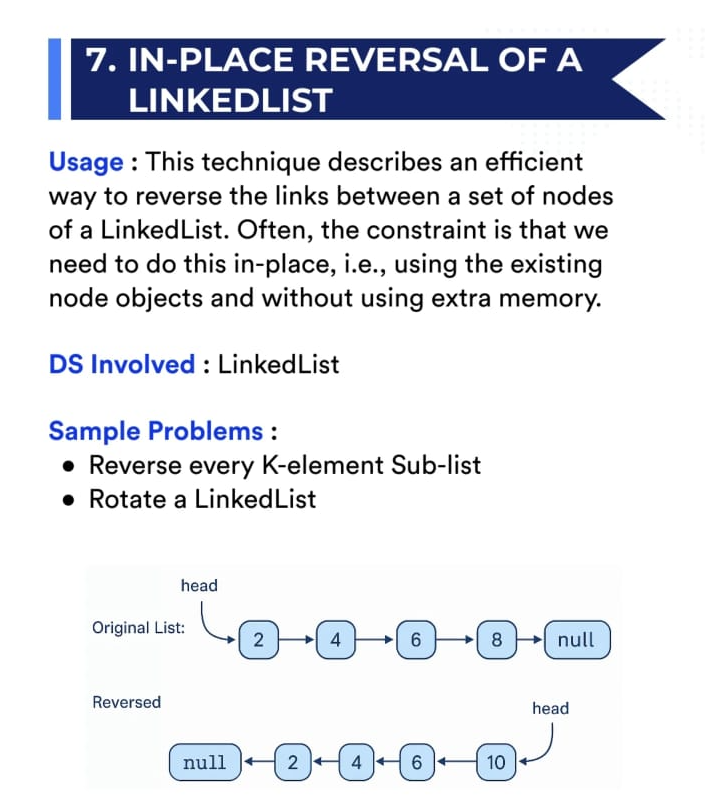 7. IN-PLACE REVERSAL OF A
LINKEDLIST
Usage : This technique describes an efficient
way to reverse the links between a set of nodes
of a LinkedList. Often, the constraint is that we
need to do this in-place, i.e., using the existing
node objects and without using extra memory.
DS Involved : LinkedList
Sample Problems :
• Reverse every K-element Sub-list
• Rotate a LinkedList
head
Original List:
2 4 6 8 null
Reversed
head
null 2 4 6 10